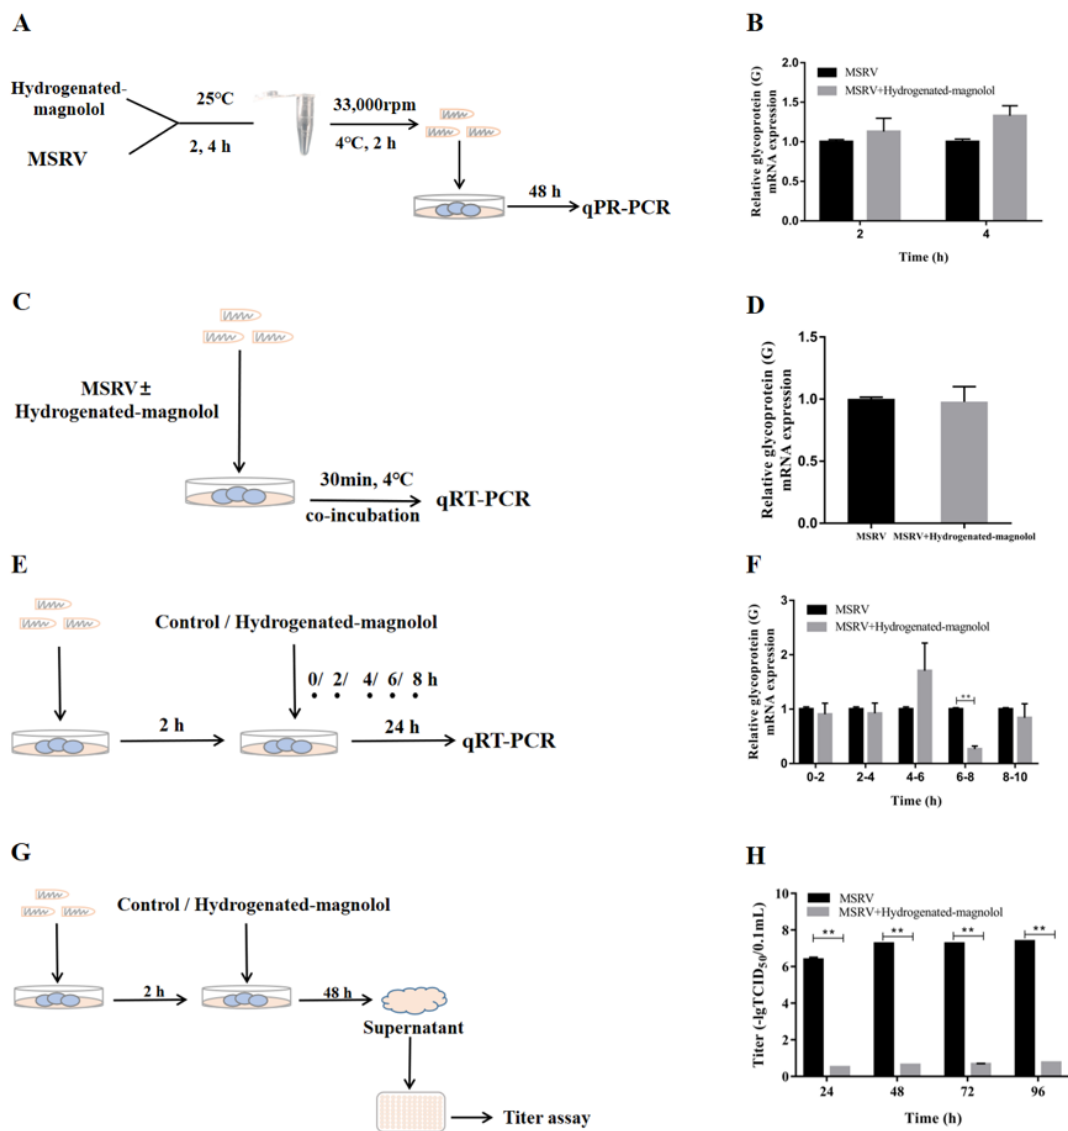 A
Hydrogenated-
magnolol
MSRV
25°C
2, 4 h
33,000rpm
4°C, 2 h
48 h
qPR-PCR
B
Relative glycoprotein (G)
mRNA expression
MSRV
MSRV+Hydrogenated-magnolol
2.0
1.5
1.0
0.5
0.0
2
4
Time (h)
C
MSRV±
Hydrogenated-magnolol
30min, 4°C
co-incubation
qRT-PCR
D
Relative glycoprotein (G)
mRNA expression
1.5
1.0
0.5
0.0
MSRV
MSRV+Hydrogenated-magnolol
E
Control / Hydrogenated-magnolol
0/ 2/ 4/ 6/ 8 h
2 h
24 h
qRT-PCR
F
Relative glycoprotein (G)
mRNA expression
MSRV
MSRV+Hydrogenated-magnolol
3
2
1
0
**
0-2
2-4
4-6
6-8
8-10
Time (h)
G
Control / Hydrogenated-magnolol
2 h
48 h
Supernatant
Titer assay
H
Titer (-lgTCID₅₀/0.1mL)
MSRV
MSRV+Hydrogenated-magnolol
10
8
6
4
2
0
**
**
**
**
24
48
72
96
Time (h)